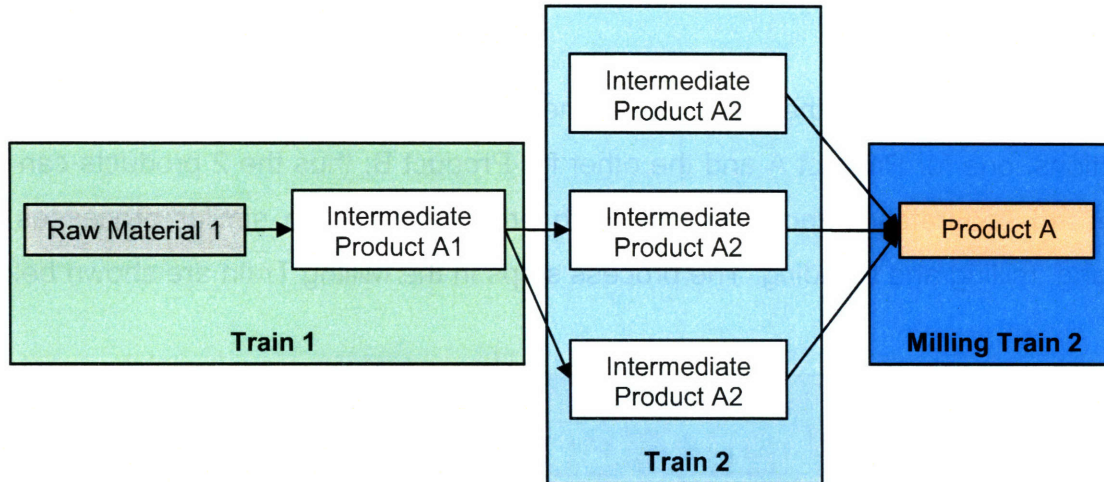 Intermediate
Product A2
Raw Material 1
Intermediate
Product A1
Intermediate
Product A2
Product A
Train 1
Milling Train 2
Intermediate
Product A2
Train 2